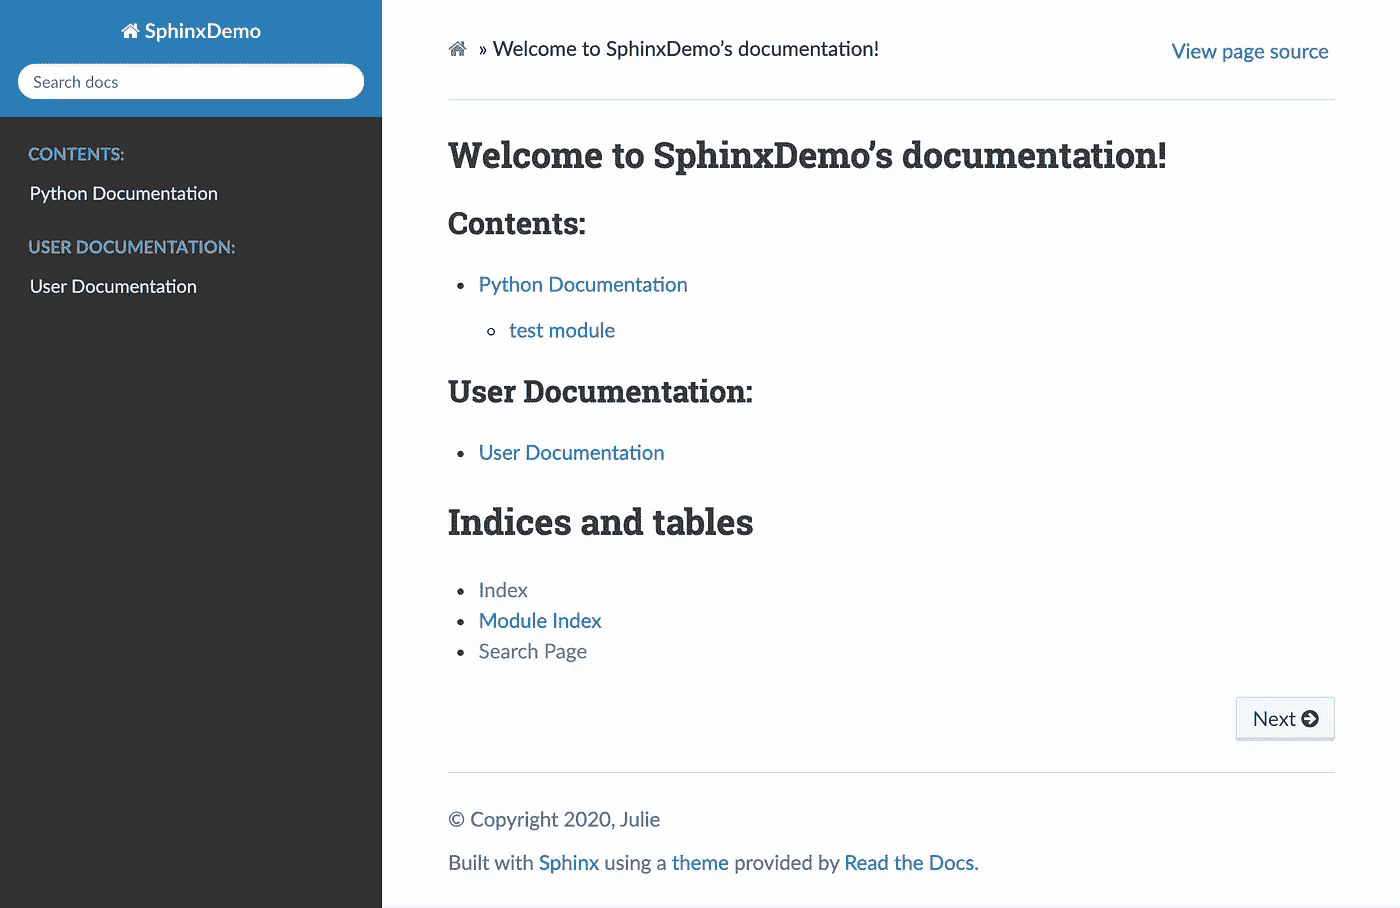 SphinxDemo
Search docs
CONTENTS:
Python Documentation
USER DOCUMENTATION:
User Documentation
» Welcome to SphinxDemo’s documentation!
View page source
Welcome to SphinxDemo’s documentation!
Contents:
• Python Documentation
◦ test module
User Documentation:
• User Documentation
Indices and tables
• Index
• Module Index
• Search Page
Next
© Copyright 2020, Julie
Built with Sphinx using a theme provided by Read the Docs.